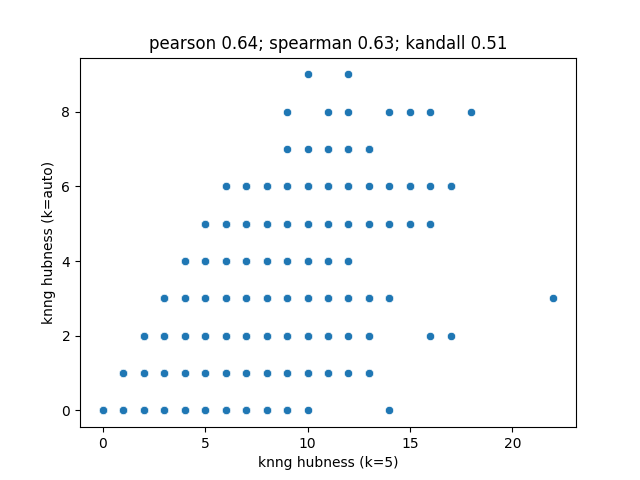 pearson 0.64; spearman 0.63; kandall 0.51
knng hubness (k=auto)
8
6
4
2
0
0 5 10 15 20
knng hubness (k=5)